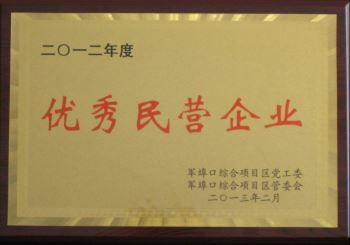 二〇一二年度
优秀民营企业
军埠口综合项目区党工委
军埠口综合项目区管委会
二〇一三年二月